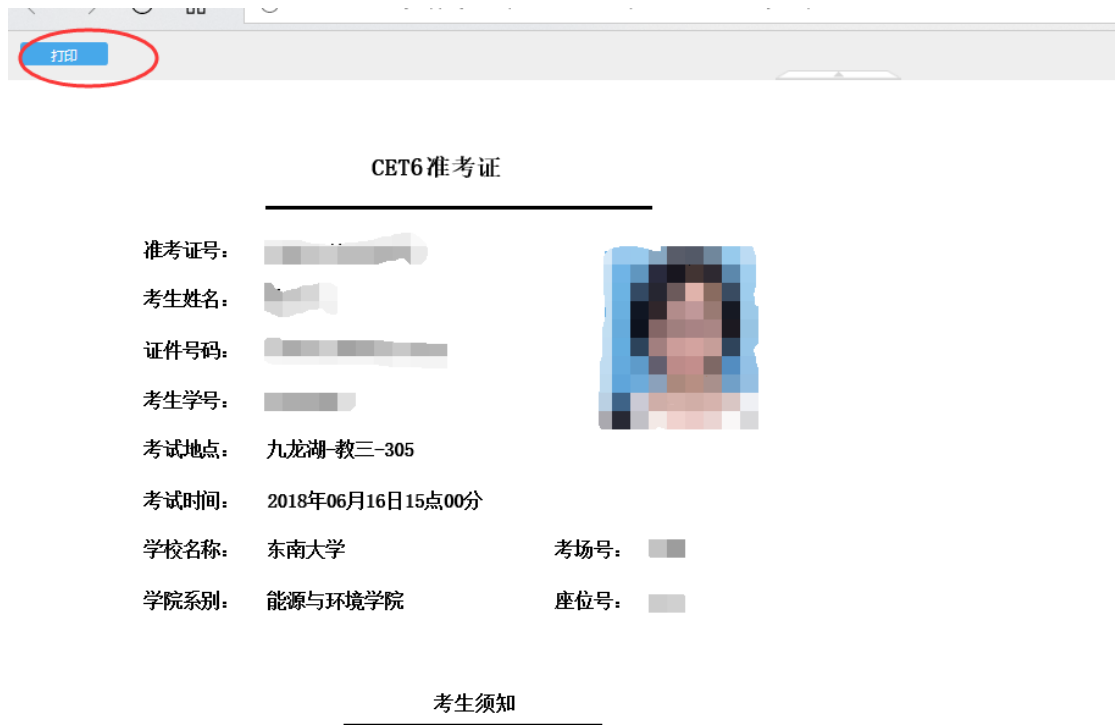 打印
CET6准考证
准考证号：
考生姓名：
证件号码：
考生学号：
考试地点： 九龙湖-教三-305
考试时间： 2018年06月16日15点00分
学校名称： 东南大学 考场号：
学院系别： 能源与环境学院 座位号：
考生须知